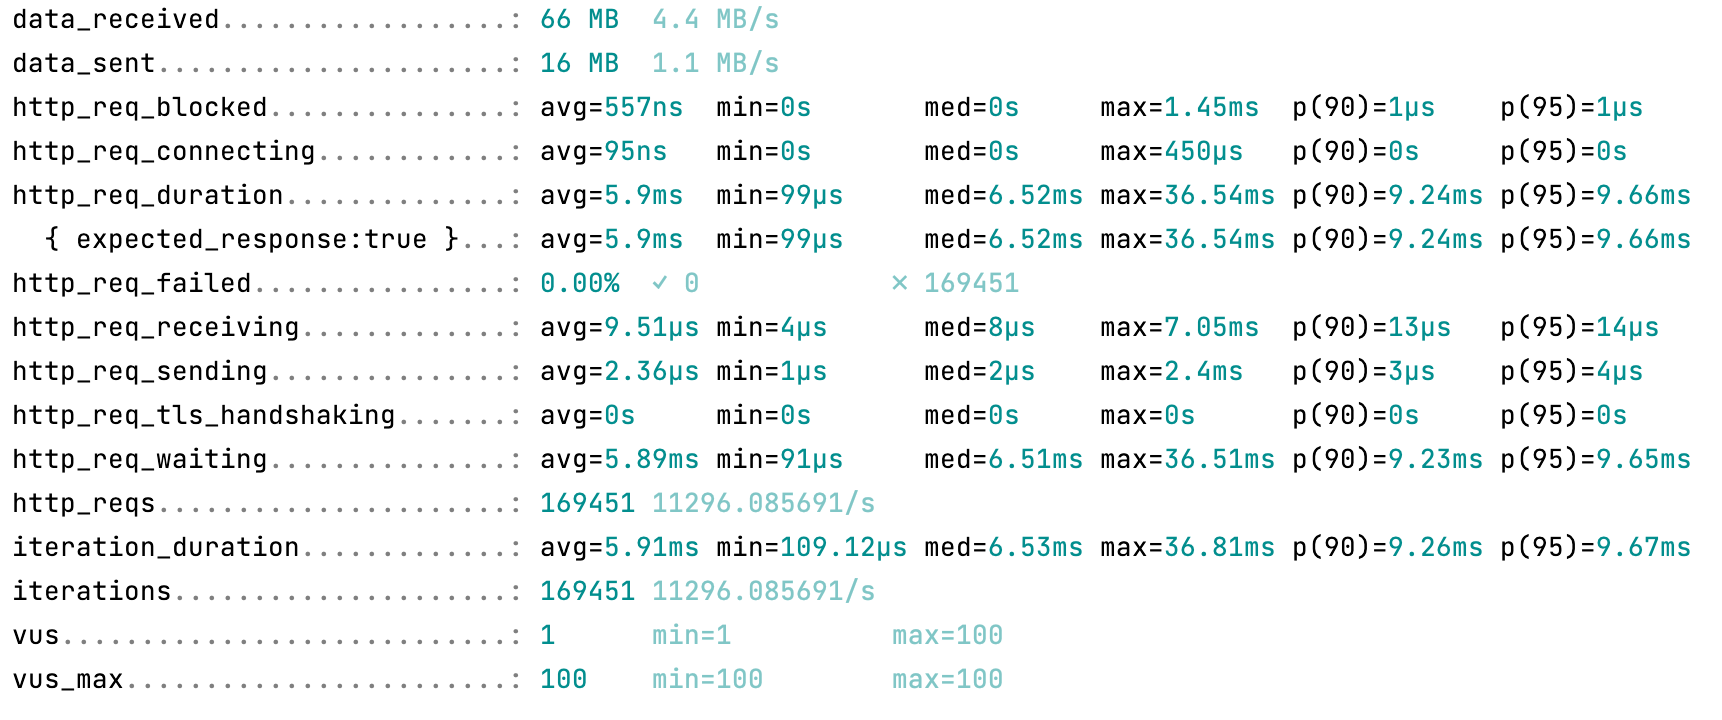 data_received..................: 66 MB  4.4 MB/s
data_sent......................: 16 MB  1.1 MB/s
http_req_blocked...............: avg=557ns  min=0s       med=0s     max=1.45ms  p(90)=1µs    p(95)=1µs
http_req_connecting............: avg=95ns   min=0s       med=0s     max=450µs   p(90)=0s     p(95)=0s
http_req_duration..............: avg=5.9ms  min=99µs     med=6.52ms max=36.54ms p(90)=9.24ms p(95)=9.66ms
  { expected_response:true }...: avg=5.9ms  min=99µs     med=6.52ms max=36.54ms p(90)=9.24ms p(95)=9.66ms
http_req_failed................: 0.00%  ✓ 0            ✗ 169451
http_req_receiving.............: avg=9.51µs min=4µs      med=8µs    max=7.05ms  p(90)=13µs   p(95)=14µs
http_req_sending...............: avg=2.36µs min=1µs      med=2µs    max=2.4ms   p(90)=3µs    p(95)=4µs
http_req_tls_handshaking.......: avg=0s     min=0s       med=0s     max=0s      p(90)=0s     p(95)=0s
http_req_waiting...............: avg=5.89ms min=91µs     med=6.51ms max=36.51ms p(90)=9.23ms p(95)=9.65ms
http_reqs......................: 169451 11296.085691/s
iteration_duration.............: avg=5.91ms min=109.12µs med=6.53ms max=36.81ms p(90)=9.26ms p(95)=9.67ms
iterations.....................: 169451 11296.085691/s
vus............................: 1      min=1          max=100
vus_max........................: 100    min=100        max=100